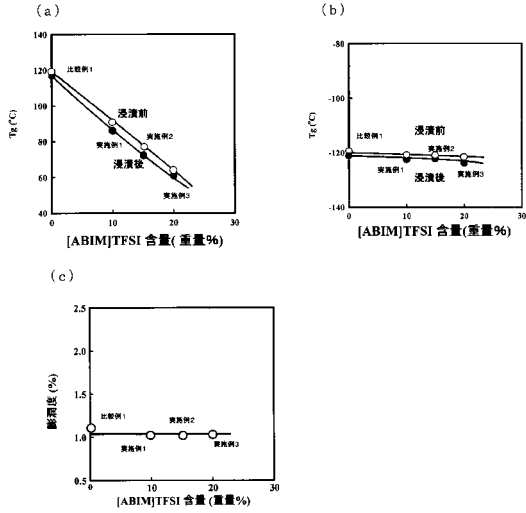 (a)
Tg (°C)
140
120
100
80
60
40
比較例1
浸漬前
実施例2
実施例1
浸漬後
実施例3
0
10
20
30
[ABIM]TFSI 含量( 重量%)
(b)
Tg (°C)
-80
-100
-120
-140
比較例1
浸漬前
実施例2
実施例1
浸漬後
実施例3
0
10
20
30
[ABIM]TFSI 含量(重量%)
(c)
膨潤度 (%)
2.5
2.0
1.5
1.0
0.5
比較例1
実施例2
実施例1
実施例3
0
10
20
30
[ABIM]TFSI 含量 (重量%)